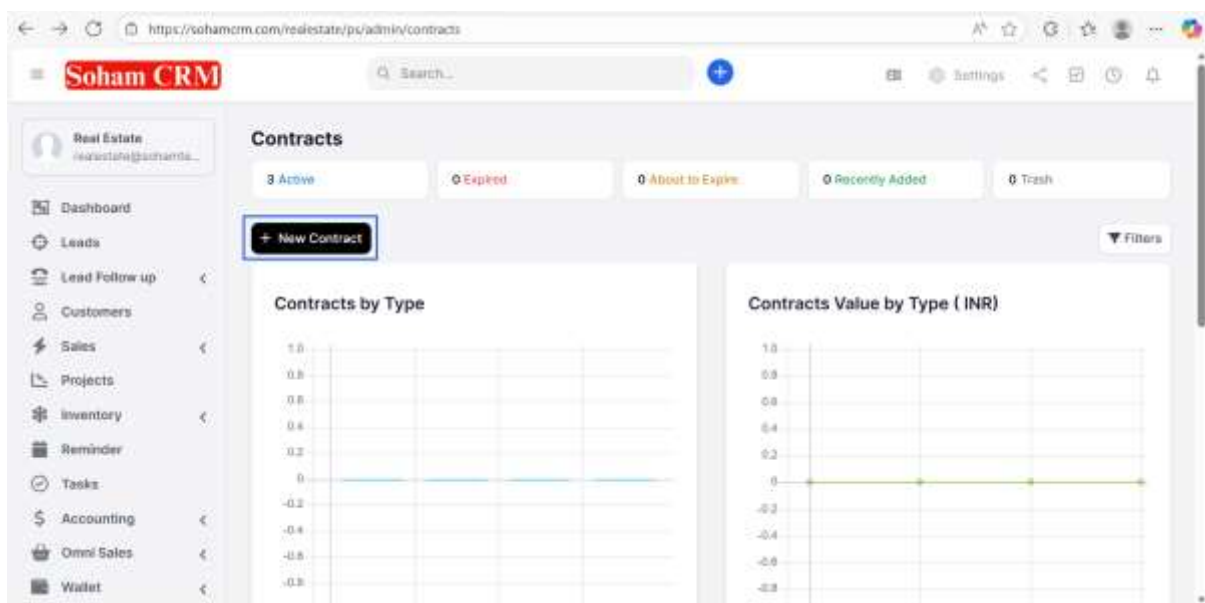 https://sohamcrm.com/realestate/ps/admin/contracts
Soham CRM
Search...
Settings
Real Estate
Contracts
3 Active
0 Expired
0 About to Expire
0 Recently Added
0 Trash
+ New Contract
Filters
Dashboard
Leads
Lead Follow up
Customers
Sales
Projects
Inventory
Reminder
Tasks
Accounting
Omni Sales
Wallet
Contracts by Type
1.0
0.8
0.6
0.4
0.2
0
-0.2
-0.4
-0.6
-0.8
Contracts Value by Type ( INR)
1.0
0.8
0.6
0.4
0.2
0
-0.2
-0.4
-0.6
-0.8